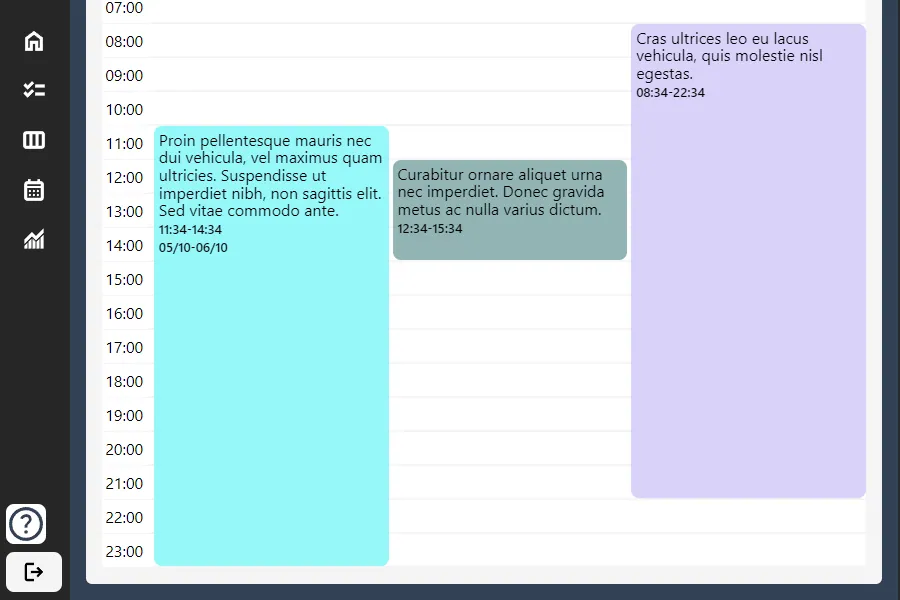 07:00
08:00
09:00
10:00
11:00
12:00
13:00
14:00
15:00
16:00
17:00
18:00
19:00
20:00
21:00
22:00
23:00
Proin pellentesque mauris nec
dui vehicula, vel maximus quam
ultricies. Suspendisse ut
imperdiet nibh, non sagittis elit.
Sed vitae commodo ante.
11:34-14:34
05/10-06/10
Curabitur ornare aliquet urna
nec imperdiet. Donec gravida
metus ac nulla varius dictum.
12:34-15:34
Cras ultrices leo eu lacus
vehicula, quis molestie nisl
egestas.
08:34-22:34